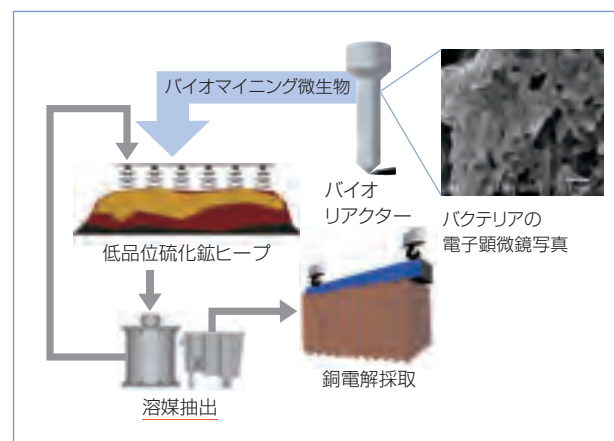 バイオマイニング微生物
バイオ
リアクター
バクテリアの
電子顕微鏡写真
低品位硫化鉱ヒープ
溶媒抽出
銅電解採取